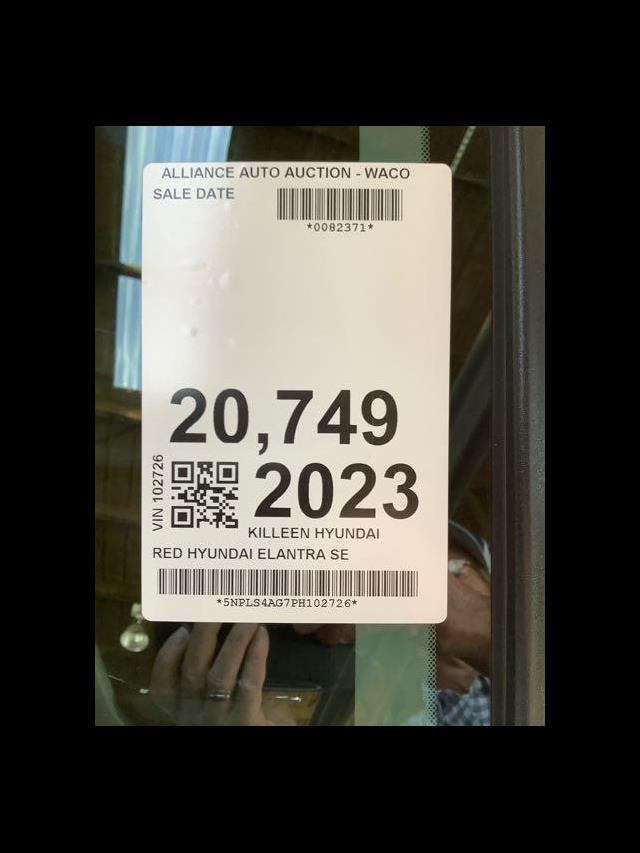 ALLIANCE AUTO AUCTION - WACO
SALE DATE
*0082371*
20,749
VIN 102726
2023
KILLEEN HYUNDAI
RED HYUNDAI ELANTRA SE
*5NPLS4AG7PH102726*